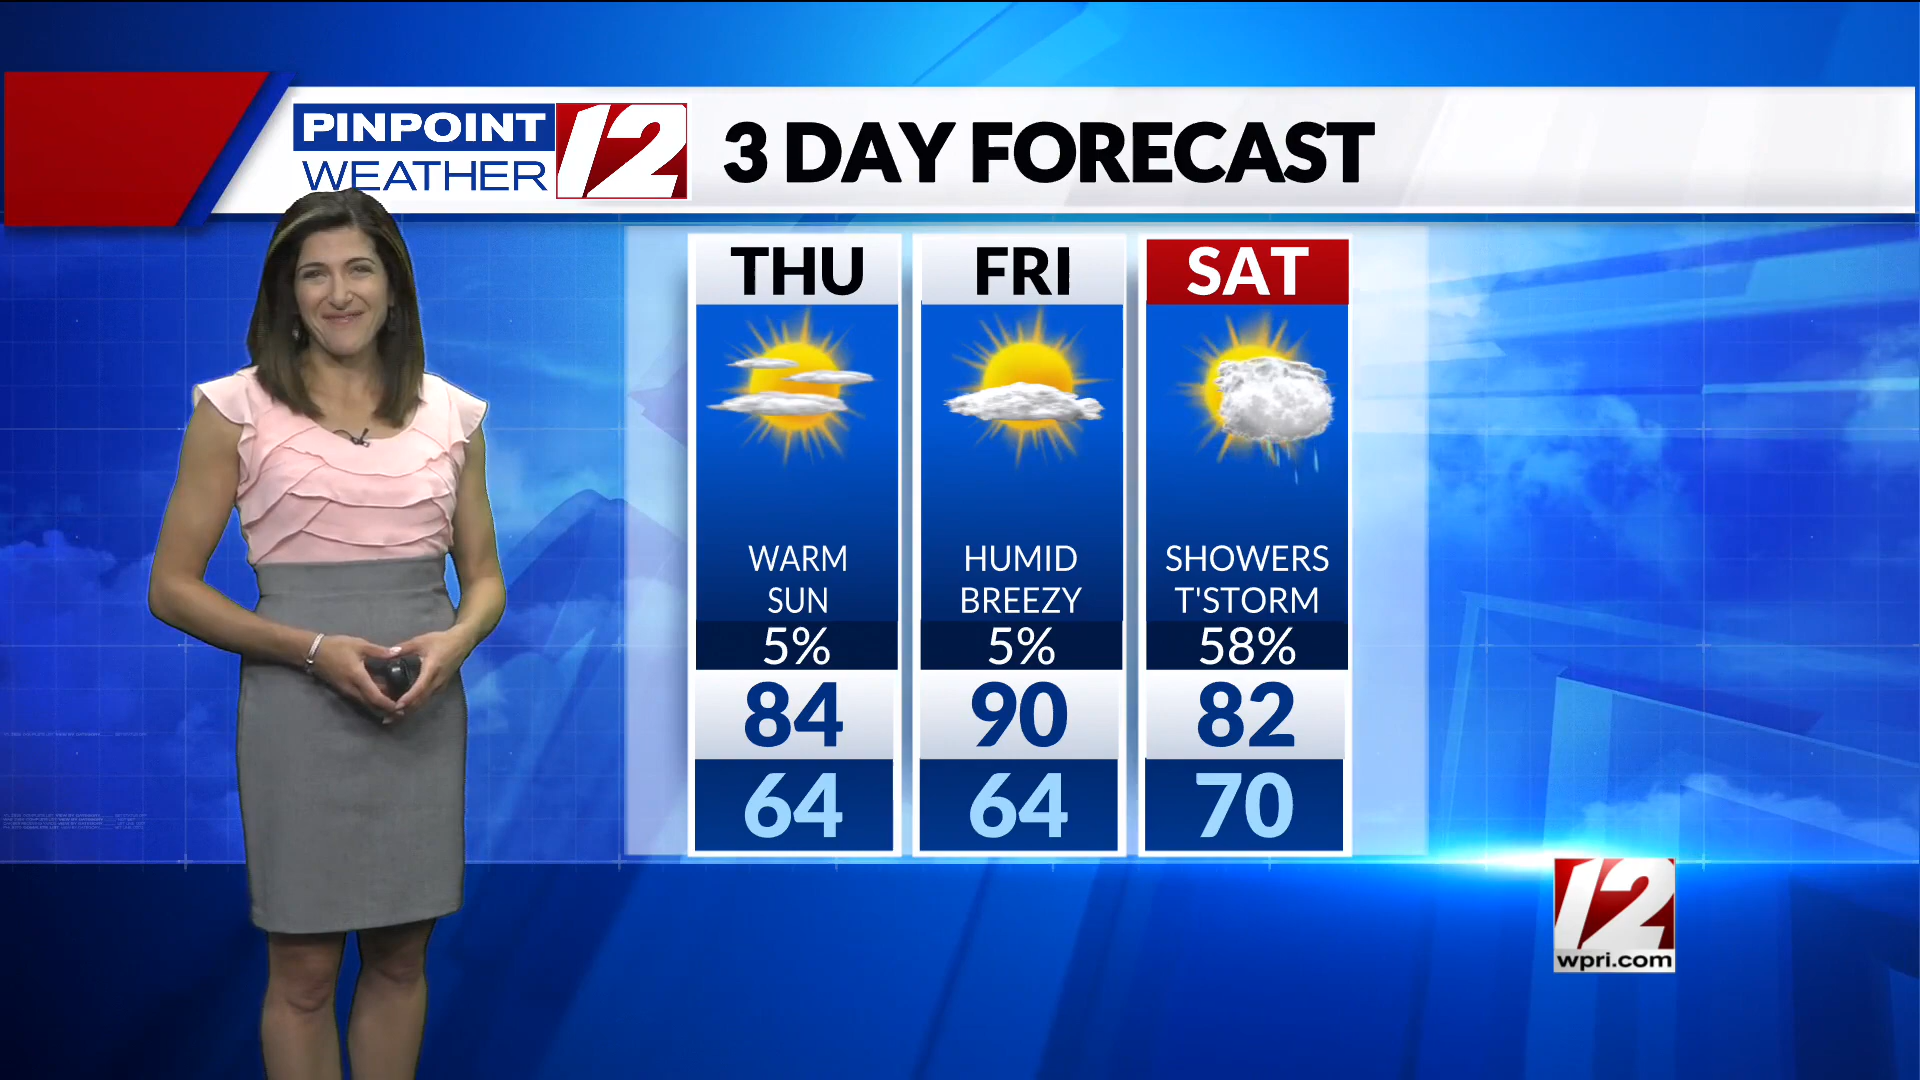 PINPOINT
WEATHER 12
3 DAY FORECAST
THU
WARM
SUN
5%
84
64
FRI
HUMID
BREEZY
5%
90
64
SAT
SHOWERS
T'STORM
58%
82
70
12
wpri.com